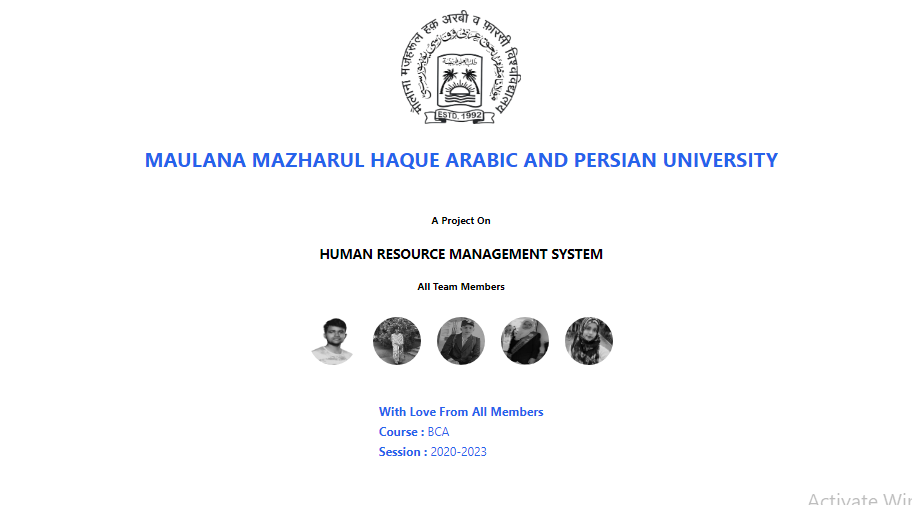 मौलाना मज़हरूल हक़ अरबी व फ़ारसी विश्वविद्यालय
ESTD. 1992
MAULANA MAZHARUL HAQUE ARABIC AND PERSIAN UNIVERSITY
A Project On
HUMAN RESOURCE MANAGEMENT SYSTEM
All Team Members
With Love From All Members
Course : BCA
Session : 2020-2023
Activate Win